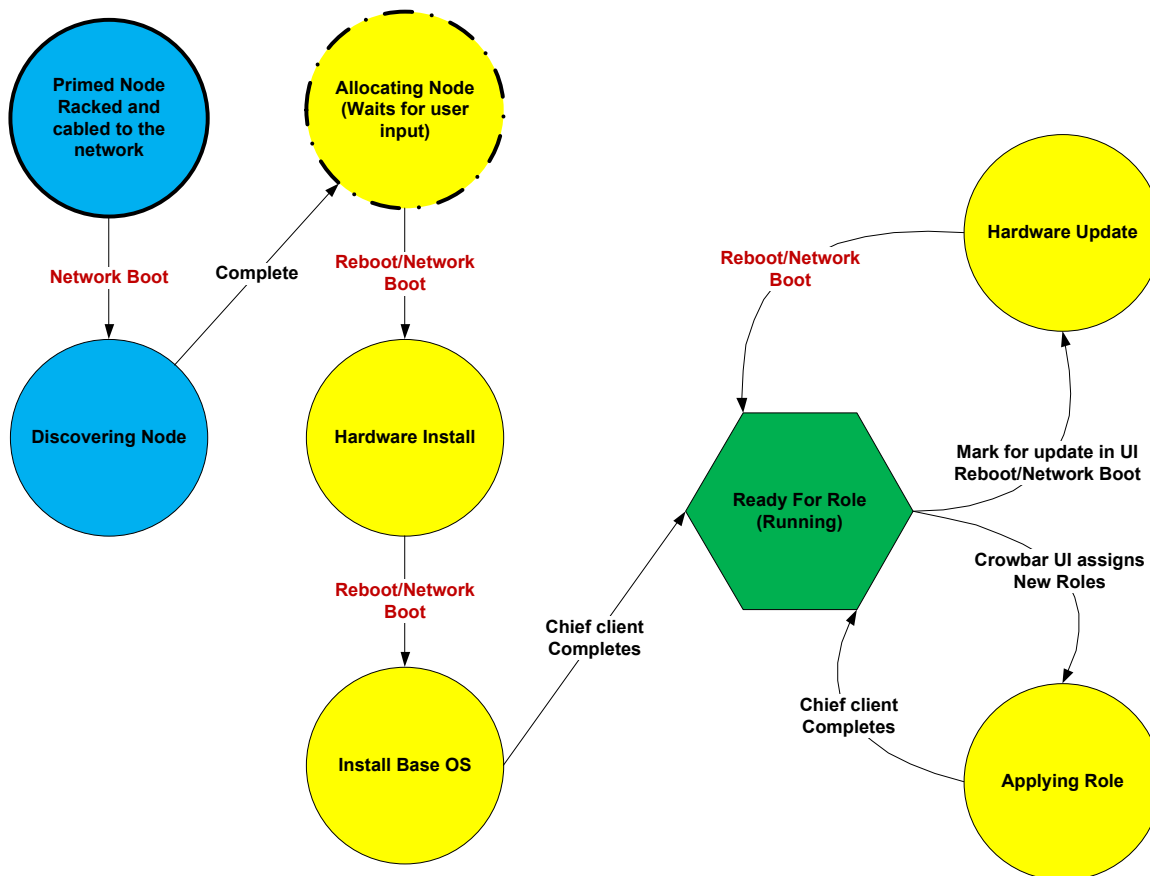 Primed Node
Racked and
cabled to the
network
Allocating Node
(Waits for user
input)
Hardware Update
Network Boot
Complete
Reboot/Network
Boot
Reboot/Network
Boot
Discovering Node
Hardware Install
Mark for update in UI
Reboot/Network Boot
Ready For Role
(Running)
Crowbar UI assigns
New Roles
Reboot/Network
Boot
Chief client
Completes
Chief client
Completes
Install Base OS
Applying Role